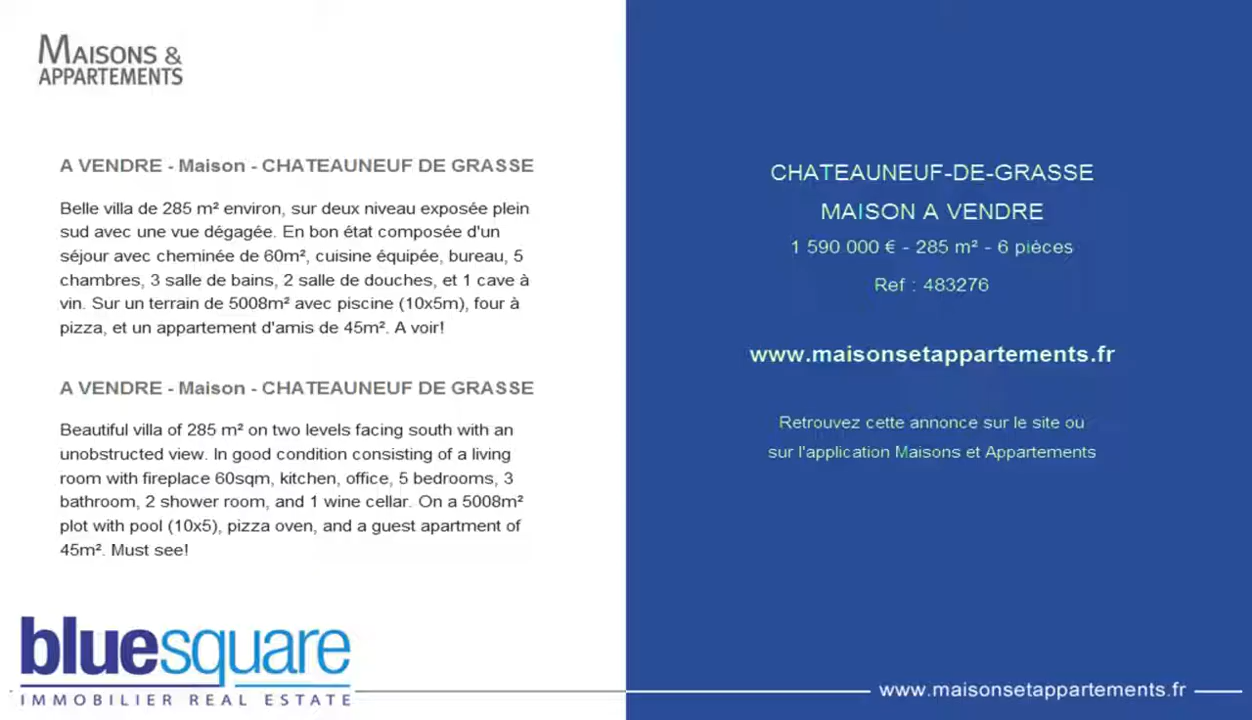 MAISONS &
APPARTEMENTS
A VENDRE - Maison - CHATEAUNEUF DE GRASSE
Belle villa de 285 m² environ, sur deux niveau exposée plein
sud avec une vue dégagée. En bon état composée d'un
séjour avec cheminée de 60m², cuisine équipée, bureau, 5
chambres, 3 salle de bains, 2 salle de douches, et 1 cave à
vin. Sur un terrain de 5008m² avec piscine (10x5m), four à
pizza, et un appartement d'amis de 45m². A voir!
A VENDRE - Maison - CHATEAUNEUF DE GRASSE
Beautiful villa of 285 m² on two levels facing south with an
unobstructed view. In good condition consisting of a living
room with fireplace 60sqm, kitchen, office, 5 bedrooms, 3
bathroom, 2 shower room, and 1 wine cellar. On a 5008m²
plot with pool (10x5), pizza oven, and a guest apartment of
45m². Must see!
bluesquare
IMMOBILIER REAL ESTATE
CHATEAUNEUF-DE-GRASSE
MAISON A VENDRE
1 590 000 € - 285 m² - 6 pièces
Ref : 483276
www.maisonsetappartements.fr
Retrouvez cette annonce sur le site ou
sur l'application Maisons et Appartements
www.maisonsetappartements.fr